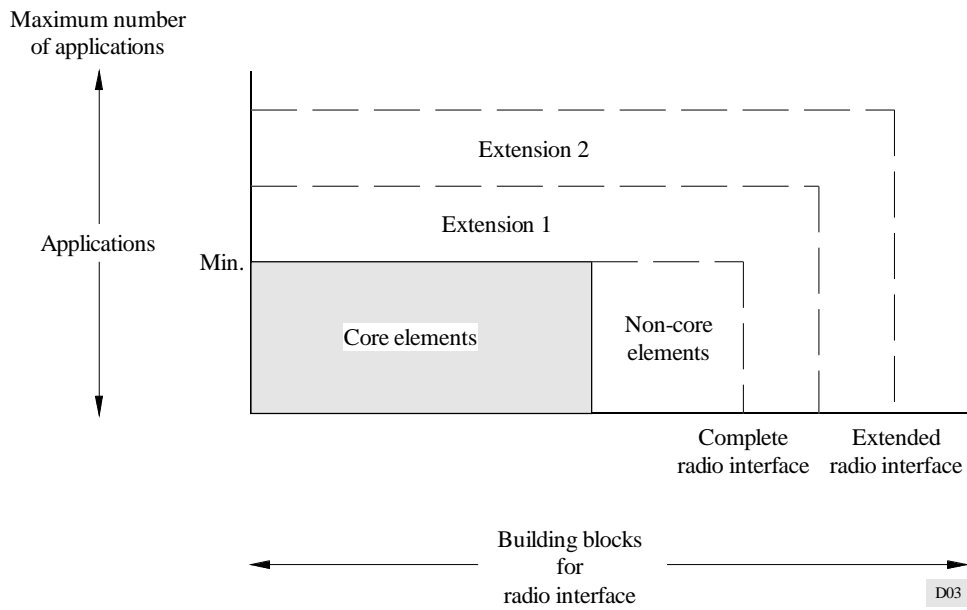 Maximum number
of applications
Extension 2
Extension 1
Applications
Min.
Core elements
Non-core
elements
Complete
radio interface
Extended
radio interface
Building blocks
for
radio interface
D03